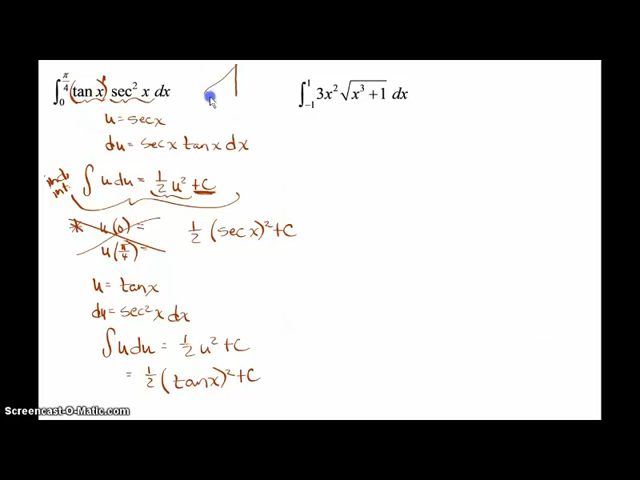 ∫₀^(π/4) (tan x)' sec² x dx
∫₋₁¹ 3x² √(x³ + 1) dx
u = sec x
du = sec x tan x dx
∫ u du = 1/2 u² + C
* u(0) =
u(π/4) =
1/2 (sec x)² + C
u = tan x
du = sec² x dx
∫ u du = 1/2 u² + C
= 1/2 (tan x)² + C
Screencast-O-Matic.com